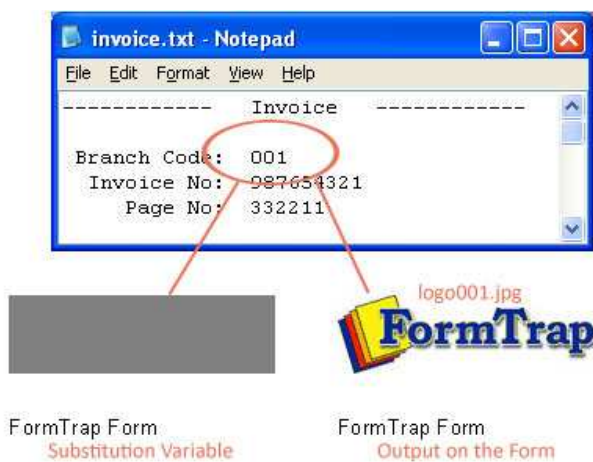 invoice.txt - Notepad
File Edit Format View Help
------------ Invoice ------------
Branch Code: 001
Invoice No: 987654321
Page No: 332211
logo001.jpg
FormTrap
FormTrap Form
Substitution Variable
FormTrap Form
Output on the Form